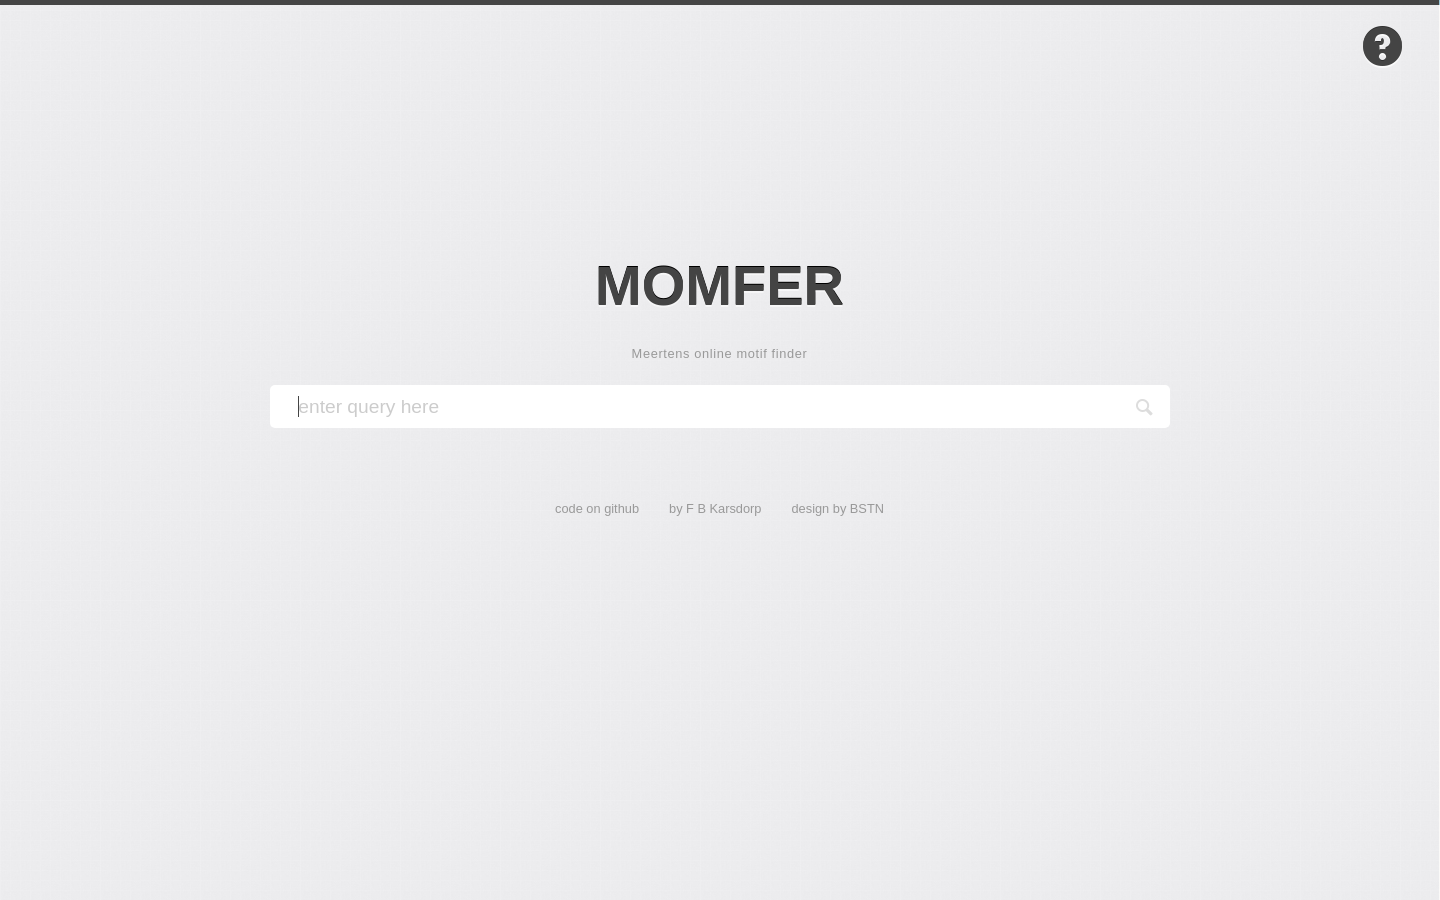 ?
MOMFER
Meertens online motif finder
enter query here
code on github by F B Karsdorp design by BSTN